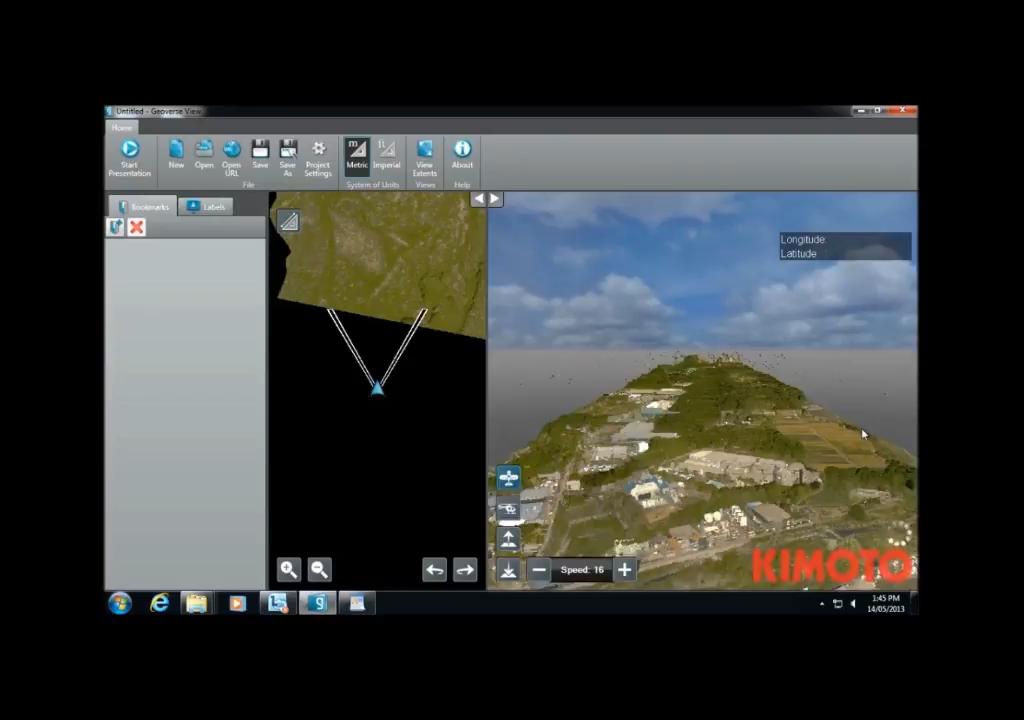 Untitled - Geoverse View
Home
Start Presentation
New
Open
Open URL
Save
Save As
Project Settings
File
m
Metric
Imperial
System of Units
View Extents
Views
About
Help
Bookmarks
Labels
Longitude:
Latitude
Speed: 16
KIMOTO
1:45 PM
14/05/2013